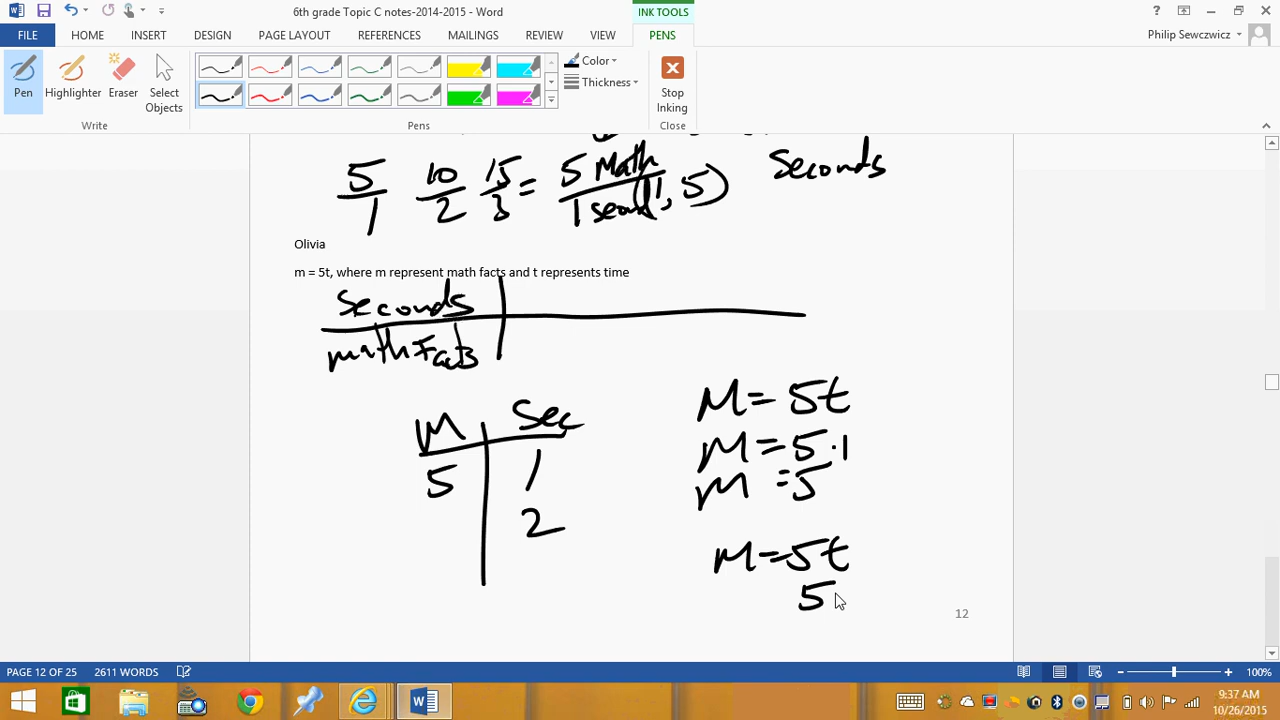 6th grade Topic C notes-2014-2015 - Word
INK TOOLS
FILE HOME INSERT DESIGN PAGE LAYOUT REFERENCES MAILINGS REVIEW VIEW PENS
Philip Sewczwicz
Pen
Highlighter
Eraser
Select Objects
Color
Thickness
Stop Inking
Write
Pens
Close
5/1 10/2 15/3 = 5 Math/1 second (1, 5)
Seconds
Olivia
m = 5t, where m represent math facts and t represents time
Seconds
math Facts
M Sec
5 1
2
M = 5t
M = 5 · 1
M = 5
M = 5t
5
12
PAGE 12 OF 25 2611 WORDS
100%
9:37 AM
10/26/2015